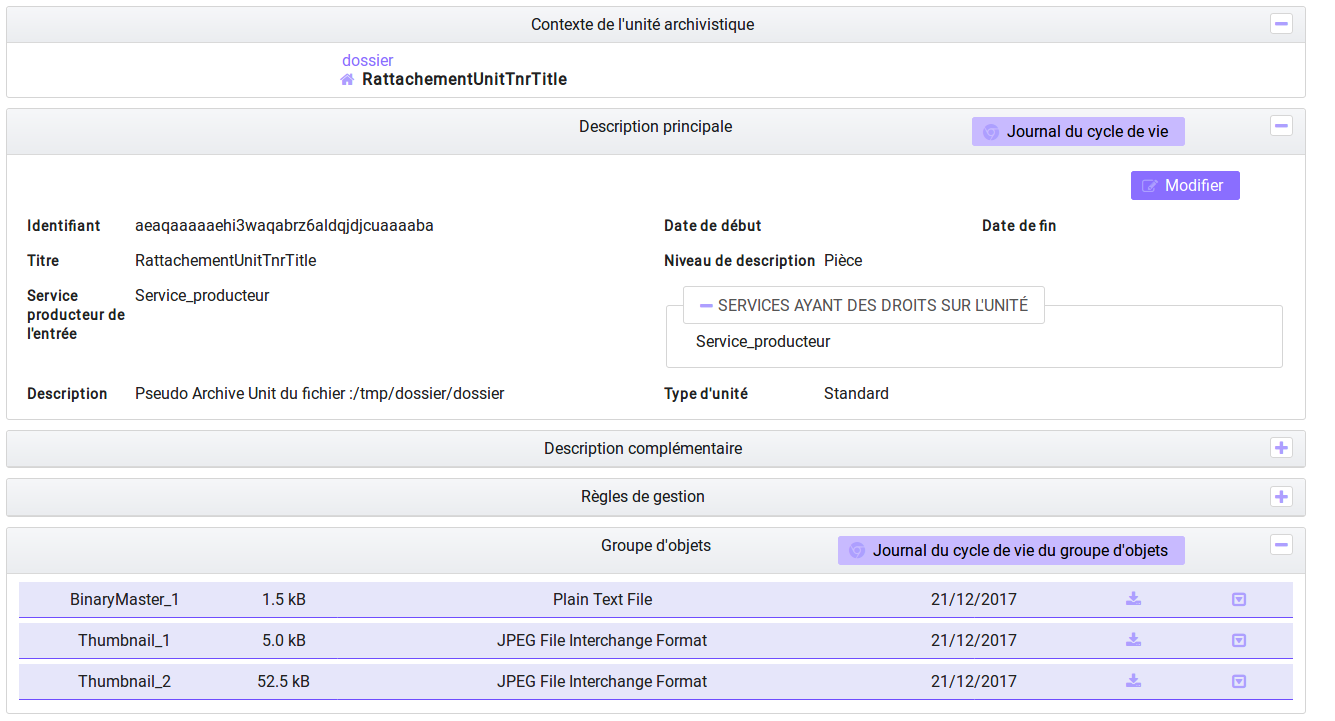 Contexte de l'unité archivistique
dossier
RattachementUnitTnrTitle
Description principale
Journal du cycle de vie
Modifier
Identifiant aeaqaaaaaehi3waqabrz6aldqjdjcuaaaaba Date de début Date de fin
Titre RattachementUnitTnrTitle Niveau de description Pièce
Service Service_producteur
producteur de
l'entrée
SERVICES AYANT DES DROITS SUR L'UNITÉ
Service_producteur
Description Pseudo Archive Unit du fichier :/tmp/dossier/dossier Type d'unité Standard
Description complémentaire
Règles de gestion
Groupe d'objets
Journal du cycle de vie du groupe d'objets
BinaryMaster_1 1.5 kB Plain Text File 21/12/2017
Thumbnail_1 5.0 kB JPEG File Interchange Format 21/12/2017
Thumbnail_2 52.5 kB JPEG File Interchange Format 21/12/2017